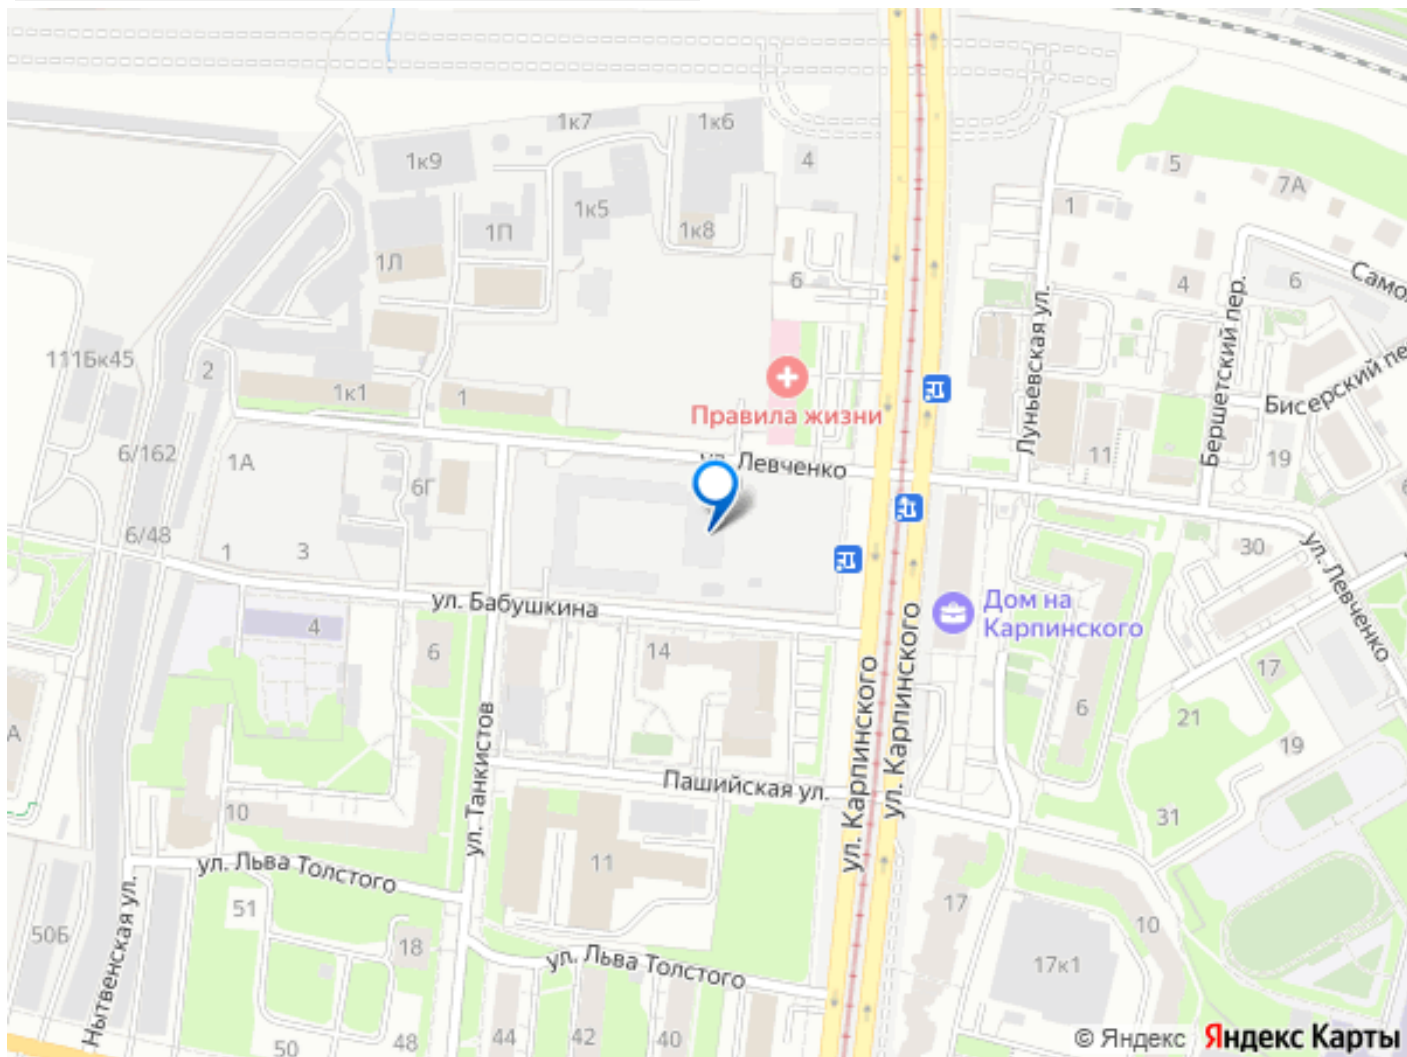 1к7
1к6
1к9
4
5
7А
1к5
1
1П
1к8
1Л
6
4
6
Само
Бершетский пер.
Луньевская ул.
111Бк45
2
1к1
1
Правила жизни
Бисерский пе
6/162
1А
6Г
ул. Левченко
11
19
6/48
1
3
30
ул. Левченко
ул. Бабушкина
Дом на
Карпинского
4
6
14
17
6
21
19
ул. Танкистов
ул. Карпинского
ул. Карпинского
А
Пашийская ул.
10
31
11
ул. Льва Толстого
51
17
10
50Б
18
Нытвенская ул.
ул. Льва Толстого
17к1
50
48
44
42
40
© Яндекс Яндекс Карты